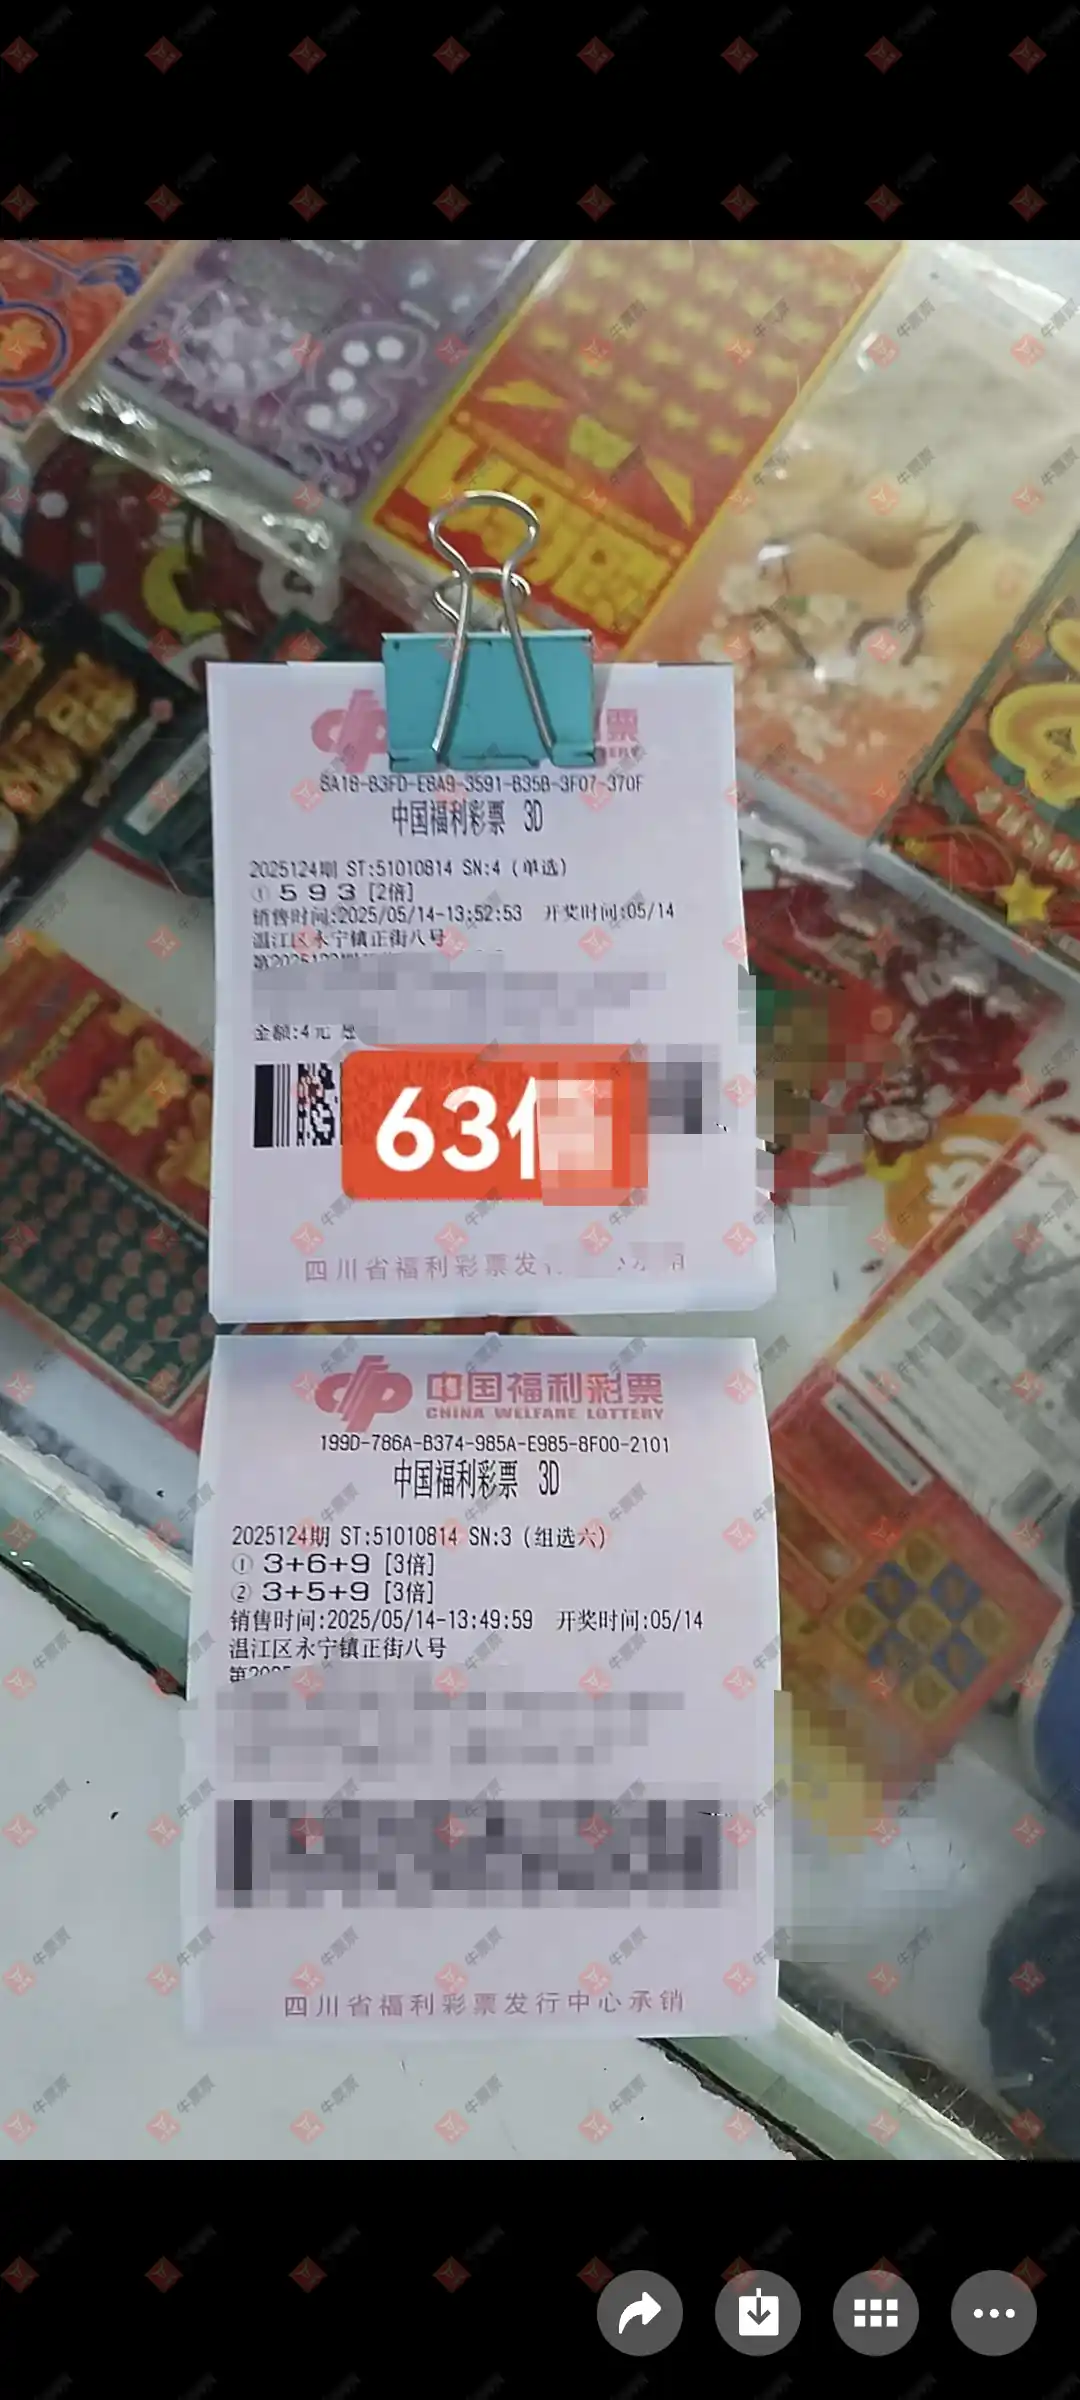 8A18-B3FD-E8A9-3591-B35B-3F07-370F
中国福利彩票 3D
2025124期 ST:51010814 SN:4 (单选)
① 5 9 3 [2倍]
销售时间:2025/05/14-13:52:53 开奖时间:05/14
温江区永宁镇正街八号
金额:4元
63
四川省福利彩票发
中国福利彩票
CHINA WELFARE LOTTERY
199D-786A-B374-985A-E985-8F00-2101
中国福利彩票 3D
2025124期 ST:51010814 SN:3 (组选六)
① 3+6+9 [3倍]
② 3+5+9 [3倍]
销售时间:2025/05/14-13:49:59 开奖时间:05/14
温江区永宁镇正街八号
四川省福利彩票发行中心承销
牛票票